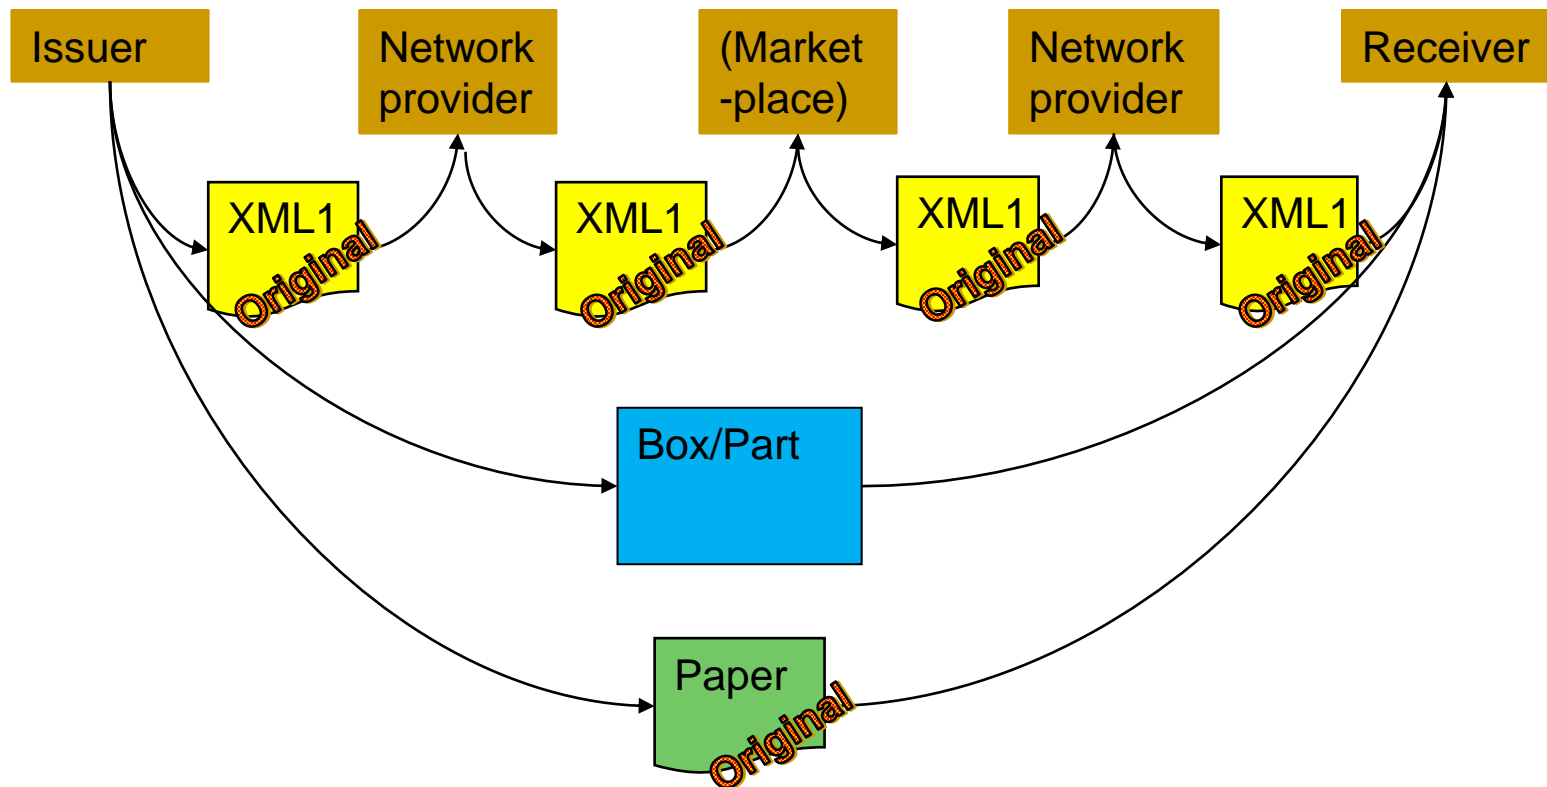 Issuer
Network
provider
(Market
-place)
Network
provider
Receiver
XML1
Original
XML1
Original
XML1
Original
XML1
Original
Box/Part
Paper
Original